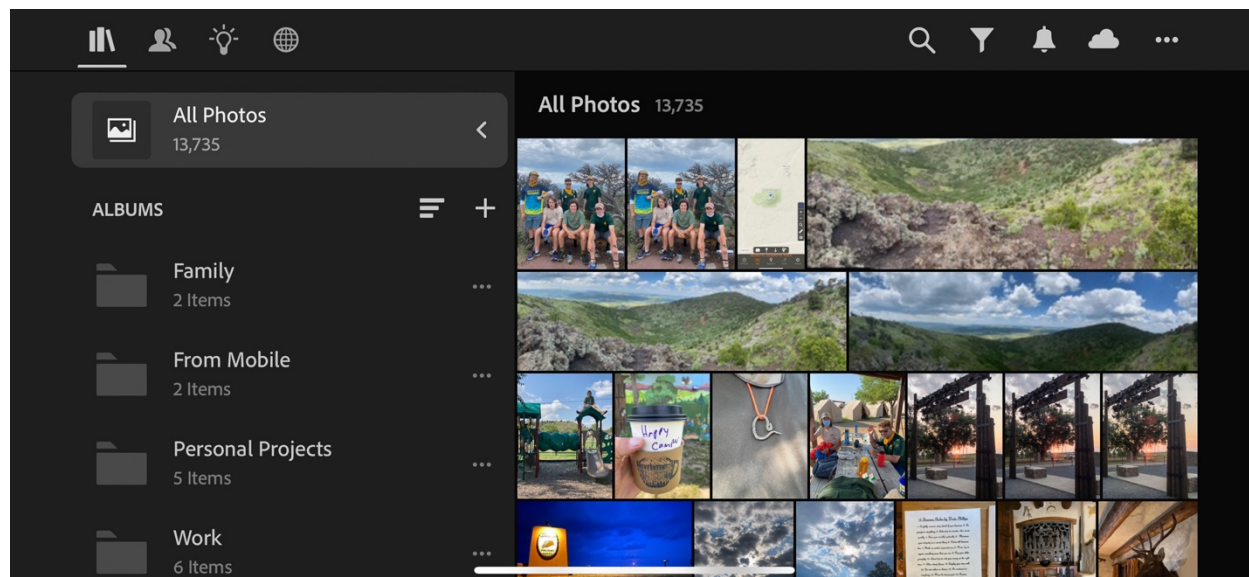 All Photos
13,735
ALBUMS
Family
2 Items
From Mobile
2 Items
Personal Projects
5 Items
Work
6 Items
All Photos 13,735
Happy
Camper